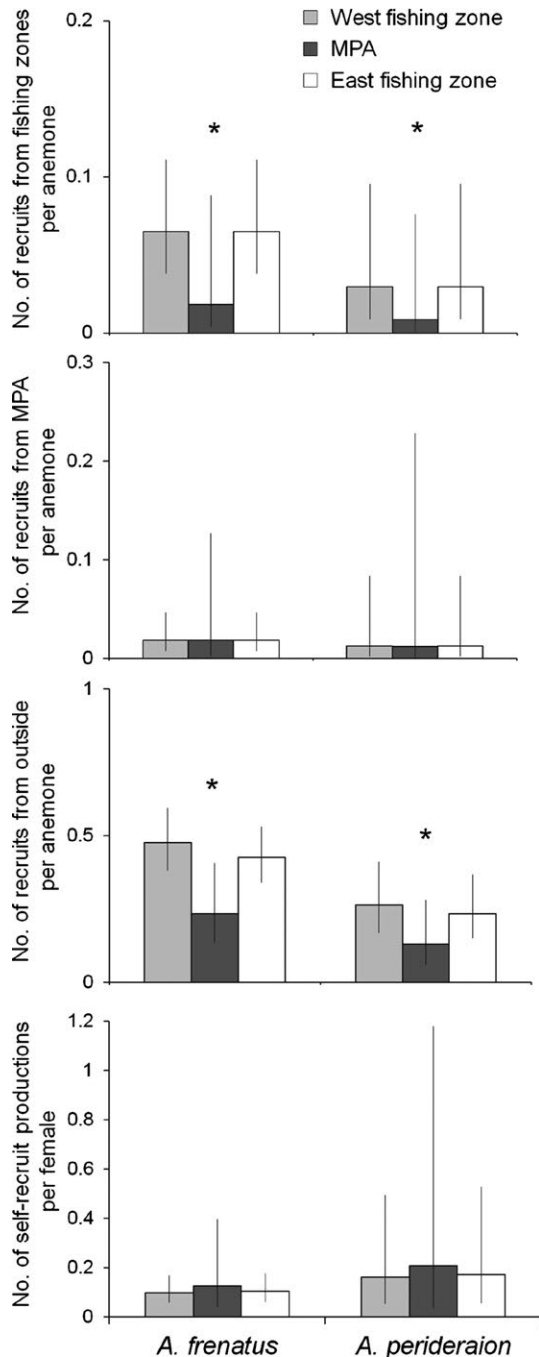 West fishing zone
MPA
East fishing zone
No. of recruits from fishing zones
per anemone
0.2
0.1
0
*
*
No. of recruits from MPA
per anemone
0.3
0.2
0.1
0
No. of recruits from outside
per anemone
1
0.5
0
*
*
No. of self-recruit productions
per female
1.2
1
0.8
0.6
0.4
0.2
0
A. frenatus
A. perideraion